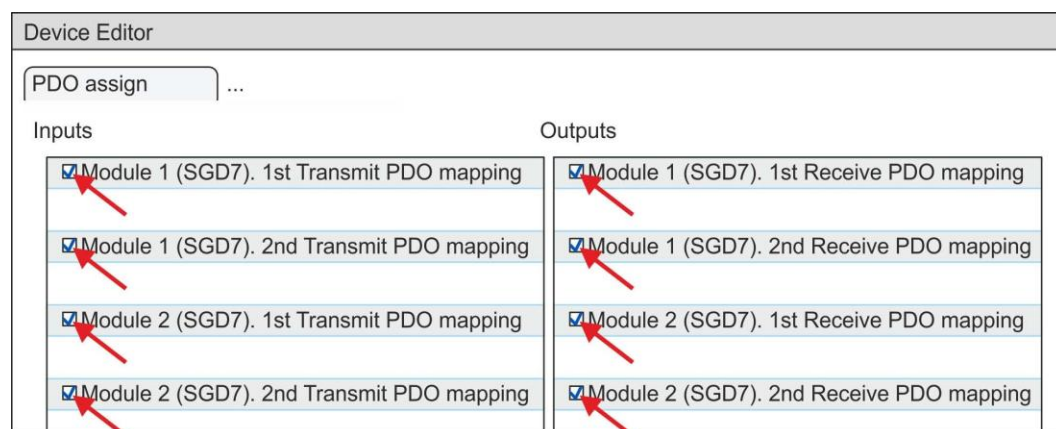 Device Editor
PDO assign ...
Inputs Outputs
Module 1 (SGD7). 1st Transmit PDO mapping Module 1 (SGD7). 1st Receive PDO mapping
Module 1 (SGD7). 2nd Transmit PDO mapping Module 1 (SGD7). 2nd Receive PDO mapping
Module 2 (SGD7). 1st Transmit PDO mapping Module 2 (SGD7). 1st Receive PDO mapping
Module 2 (SGD7). 2nd Transmit PDO mapping Module 2 (SGD7). 2nd Receive PDO mapping